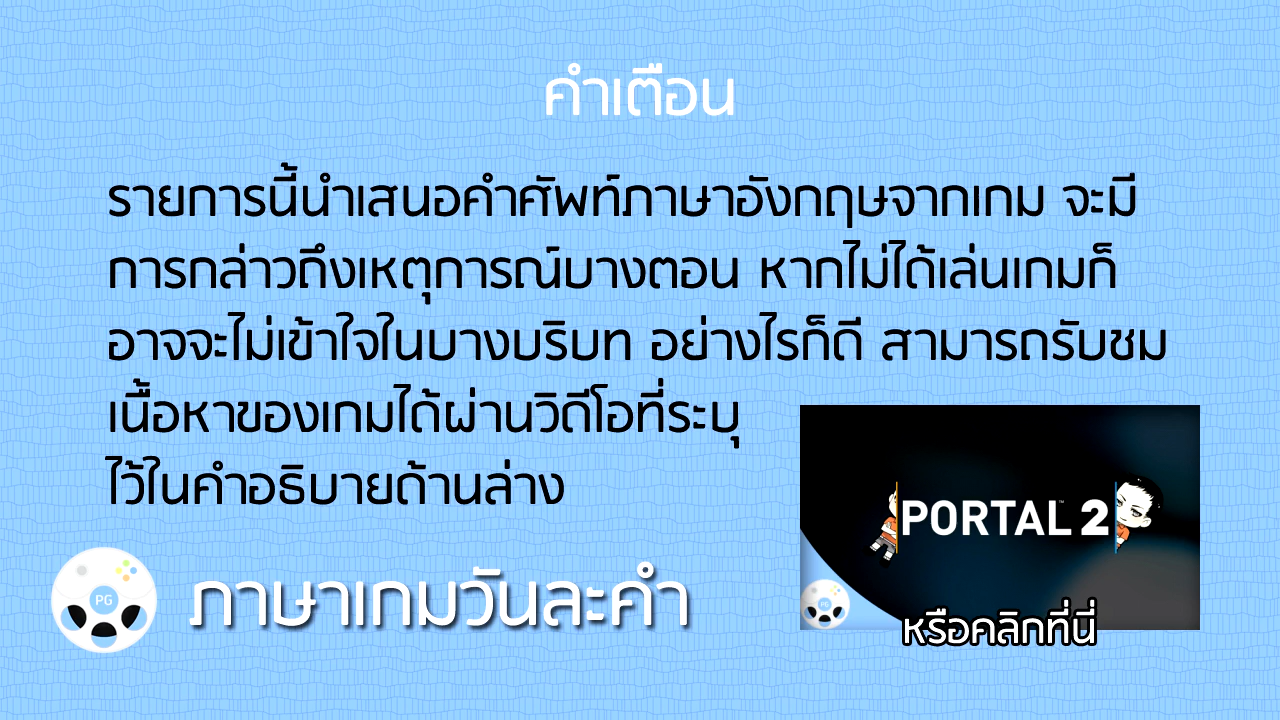 คำเตือน
รายการนี้นำเสนอคำศัพท์ภาษาอังกฤษจากเกม จะมี
การกล่าวถึงเหตุการณ์บางตอน หากไม่ได้เล่นเกมก็
อาจจะไม่เข้าใจในบางบริบท อย่างไรก็ดี สามารถรับชม
เนื้อหาของเกมได้ผ่านวิดีโอที่ระบุ
ไว้ในคำอธิบายด้านล่าง
PORTAL 2
PG
ภาษาเกมวันละคำ
หรือคลิกที่นี่